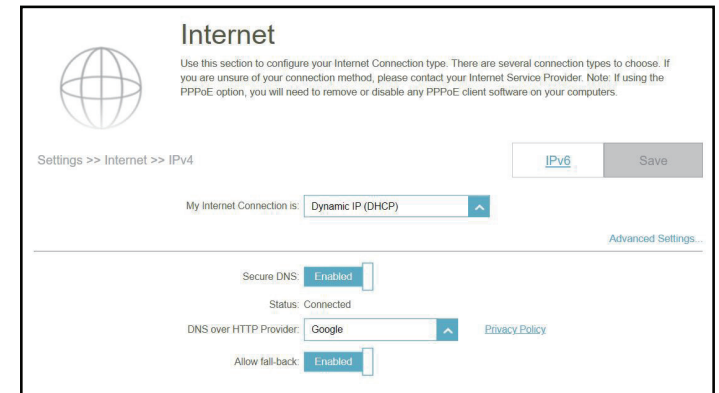 Internet
Use this section to configure your Internet Connection type. There are several connection types to choose. If
you are unsure of your connection method, please contact your Internet Service Provider. Note: If using the
PPPoE option, you will need to remove or disable any PPPoE client software on your computers.
Settings >> Internet >> IPv4
IPv6
Save
My Internet Connection is: Dynamic IP (DHCP)
Advanced Settings...
Secure DNS: Enabled
Status: Connected
DNS over HTTP Provider: Google Privacy Policy
Allow fall-back: Enabled